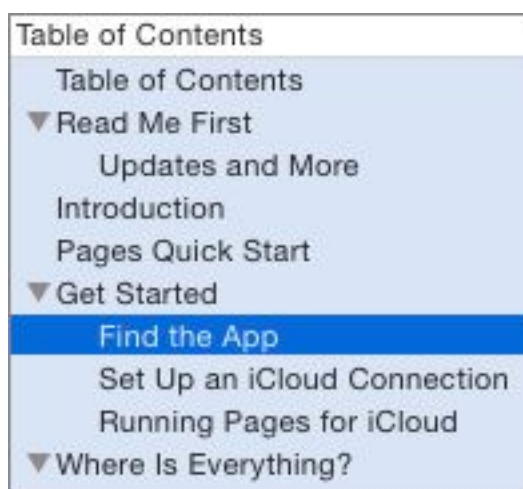 Table of Contents
Table of Contents
Read Me First
Updates and More
Introduction
Pages Quick Start
Get Started
Find the App
Set Up an iCloud Connection
Running Pages for iCloud
Where Is Everything?